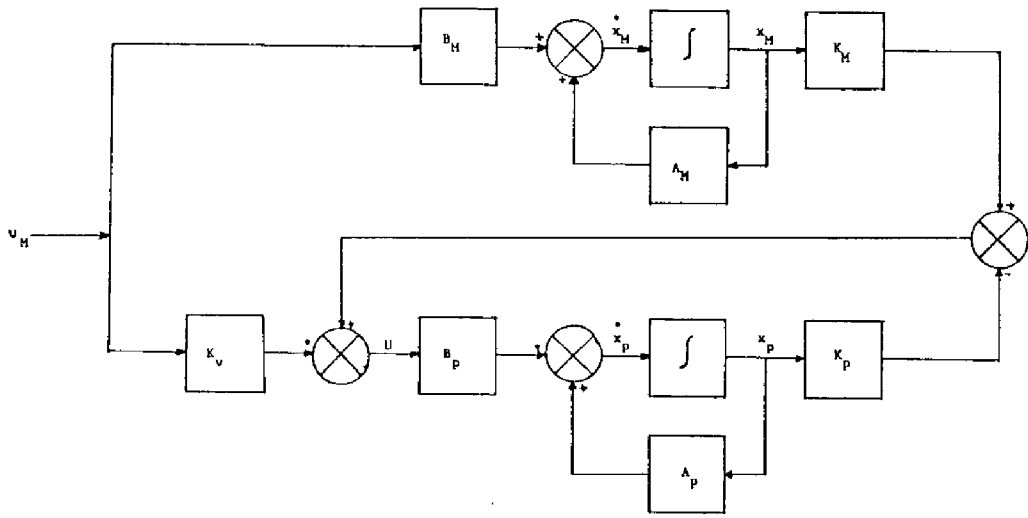 B_M
+
ẋ_M
∫
x_M
K_M
+
A_M
+
U_M
-
K_v
+
+
U
B_p
+
ẋ_p
∫
x_p
K_p
+
A_p